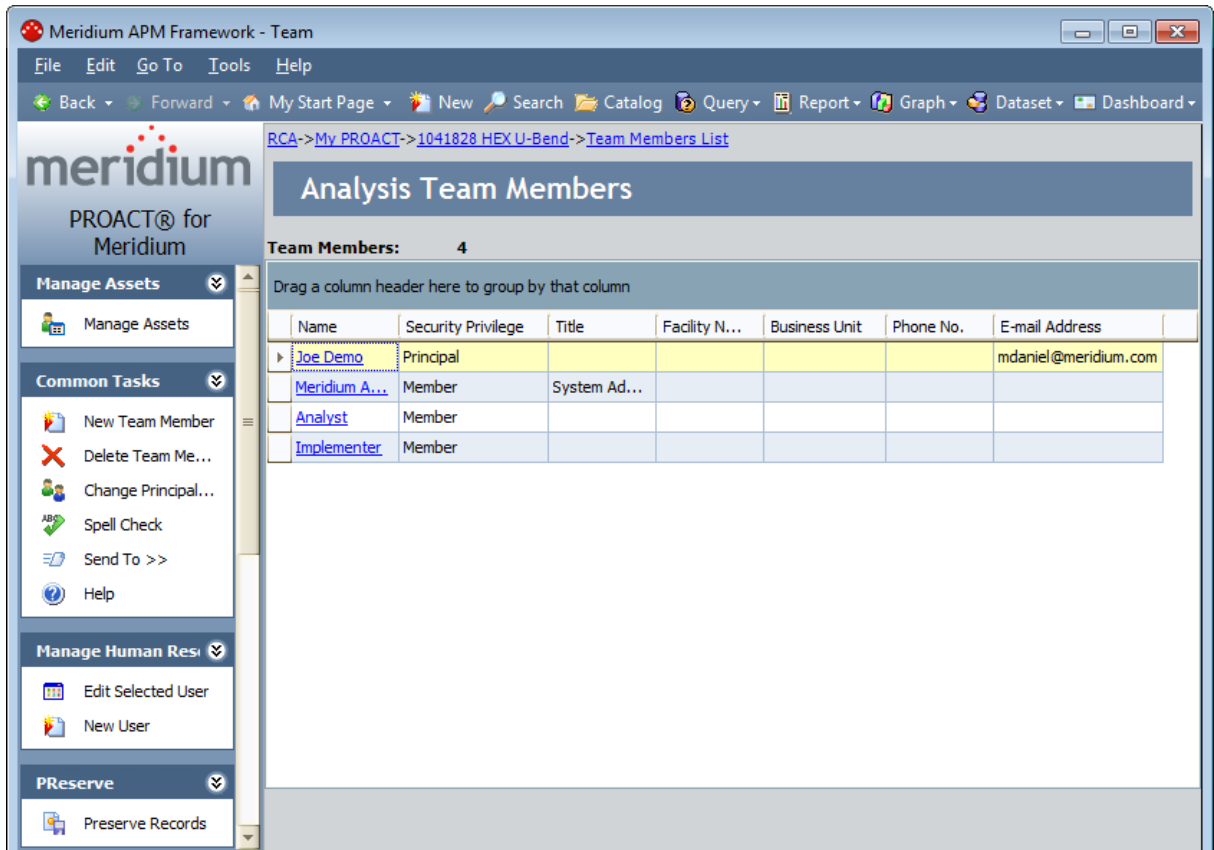 Meridium APM Framework - Team
File Edit Go To Tools Help
Back Forward My Start Page New Search Catalog Query Report Graph Dataset Dashboard
meridium
PROACT® for
Meridium
RCA->My PROACT->1041828 HEX U-Bend->Team Members List
Analysis Team Members
Team Members: 4
Drag a column header here to group by that column
Name Security Privilege Title Facility N... Business Unit Phone No. E-mail Address
Joe Demo Principal mdaniel@meridium.com
Meridium A... Member System Ad...
Analyst Member
Implementer Member
Manage Assets
Manage Assets
Common Tasks
New Team Member
Delete Team Me...
Change Principal...
ABC
Spell Check
Send To >>
Help
Manage Human Res
Edit Selected User
New User
PReserve
Preserve Records